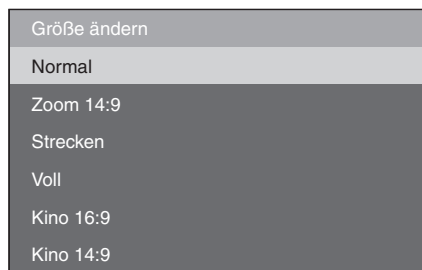 Größe ändern
Normal
Zoom 14:9
Strecken
Voll
Kino 16:9
Kino 14:9